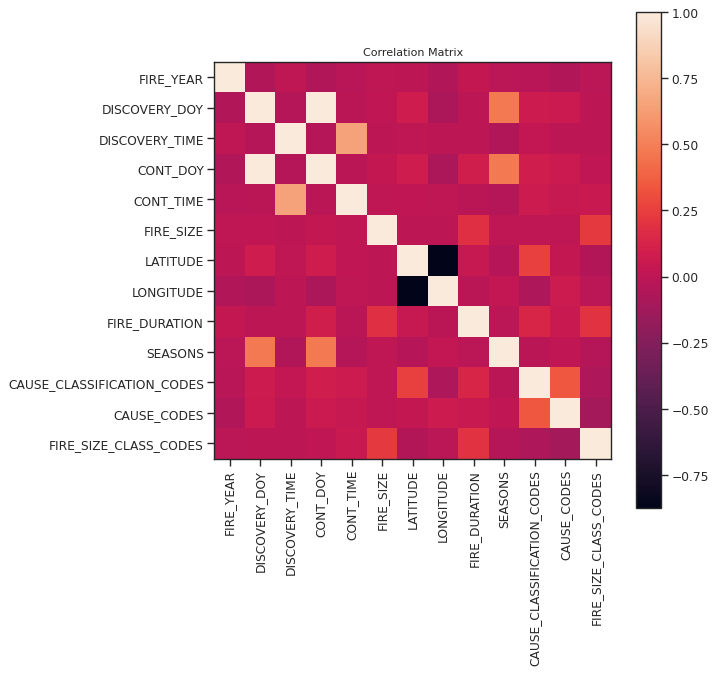 Correlation Matrix
FIRE_YEAR
DISCOVERY_DOY
DISCOVERY_TIME
CONT_DOY
CONT_TIME
FIRE_SIZE
LATITUDE
LONGITUDE
FIRE_DURATION
SEASONS
CAUSE_CLASSIFICATION_CODES
CAUSE_CODES
FIRE_SIZE_CLASS_CODES
FIRE_YEAR
DISCOVERY_DOY
DISCOVERY_TIME
CONT_DOY
CONT_TIME
FIRE_SIZE
LATITUDE
LONGITUDE
FIRE_DURATION
SEASONS
CAUSE_CLASSIFICATION_CODES
CAUSE_CODES
FIRE_SIZE_CLASS_CODES
1.00
0.75
0.50
0.25
0.00
−0.25
−0.50
−0.75